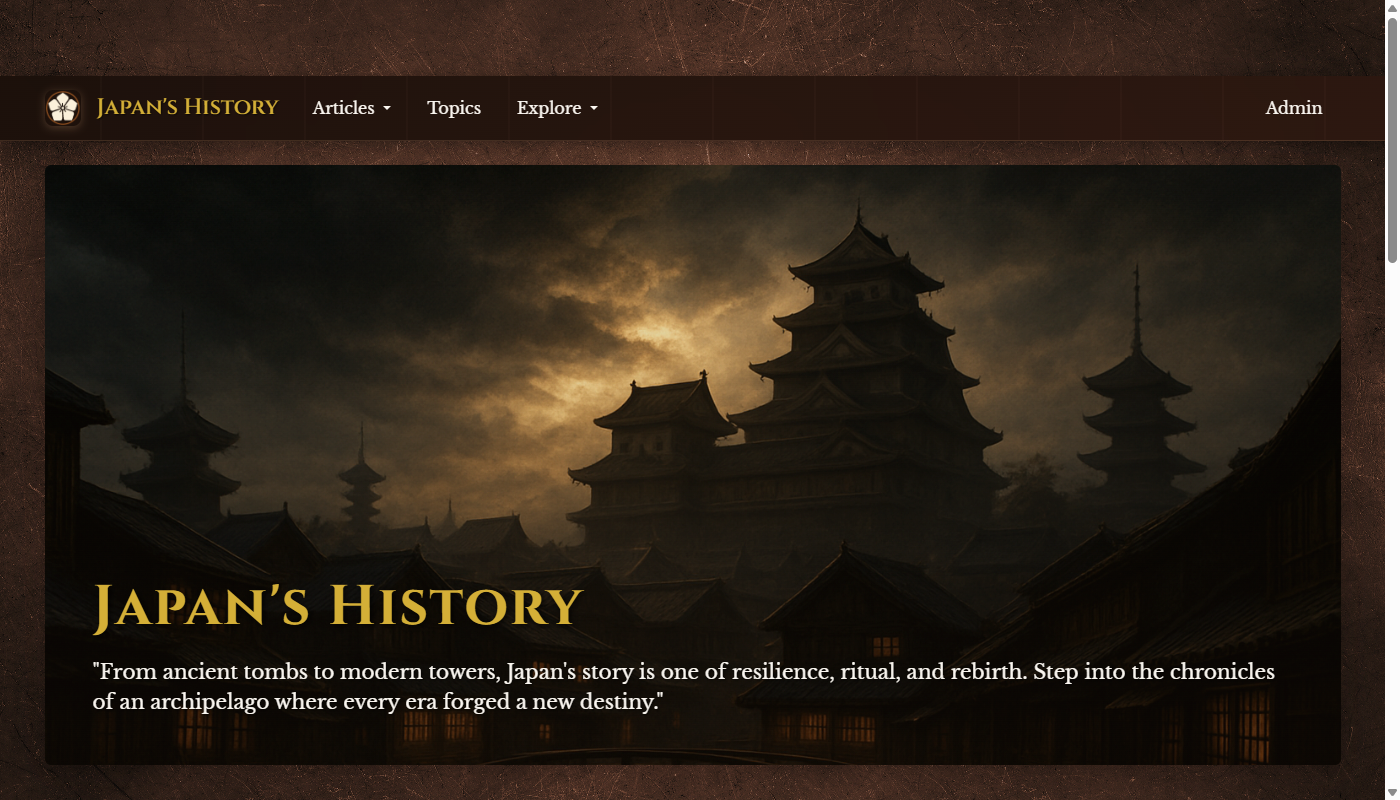 Japan's History
Articles
Topics
Explore
Admin
Japan's History
"From ancient tombs to modern towers, Japan's story is one of resilience, ritual, and rebirth. Step into the chronicles
of an archipelago where every era forged a new destiny."